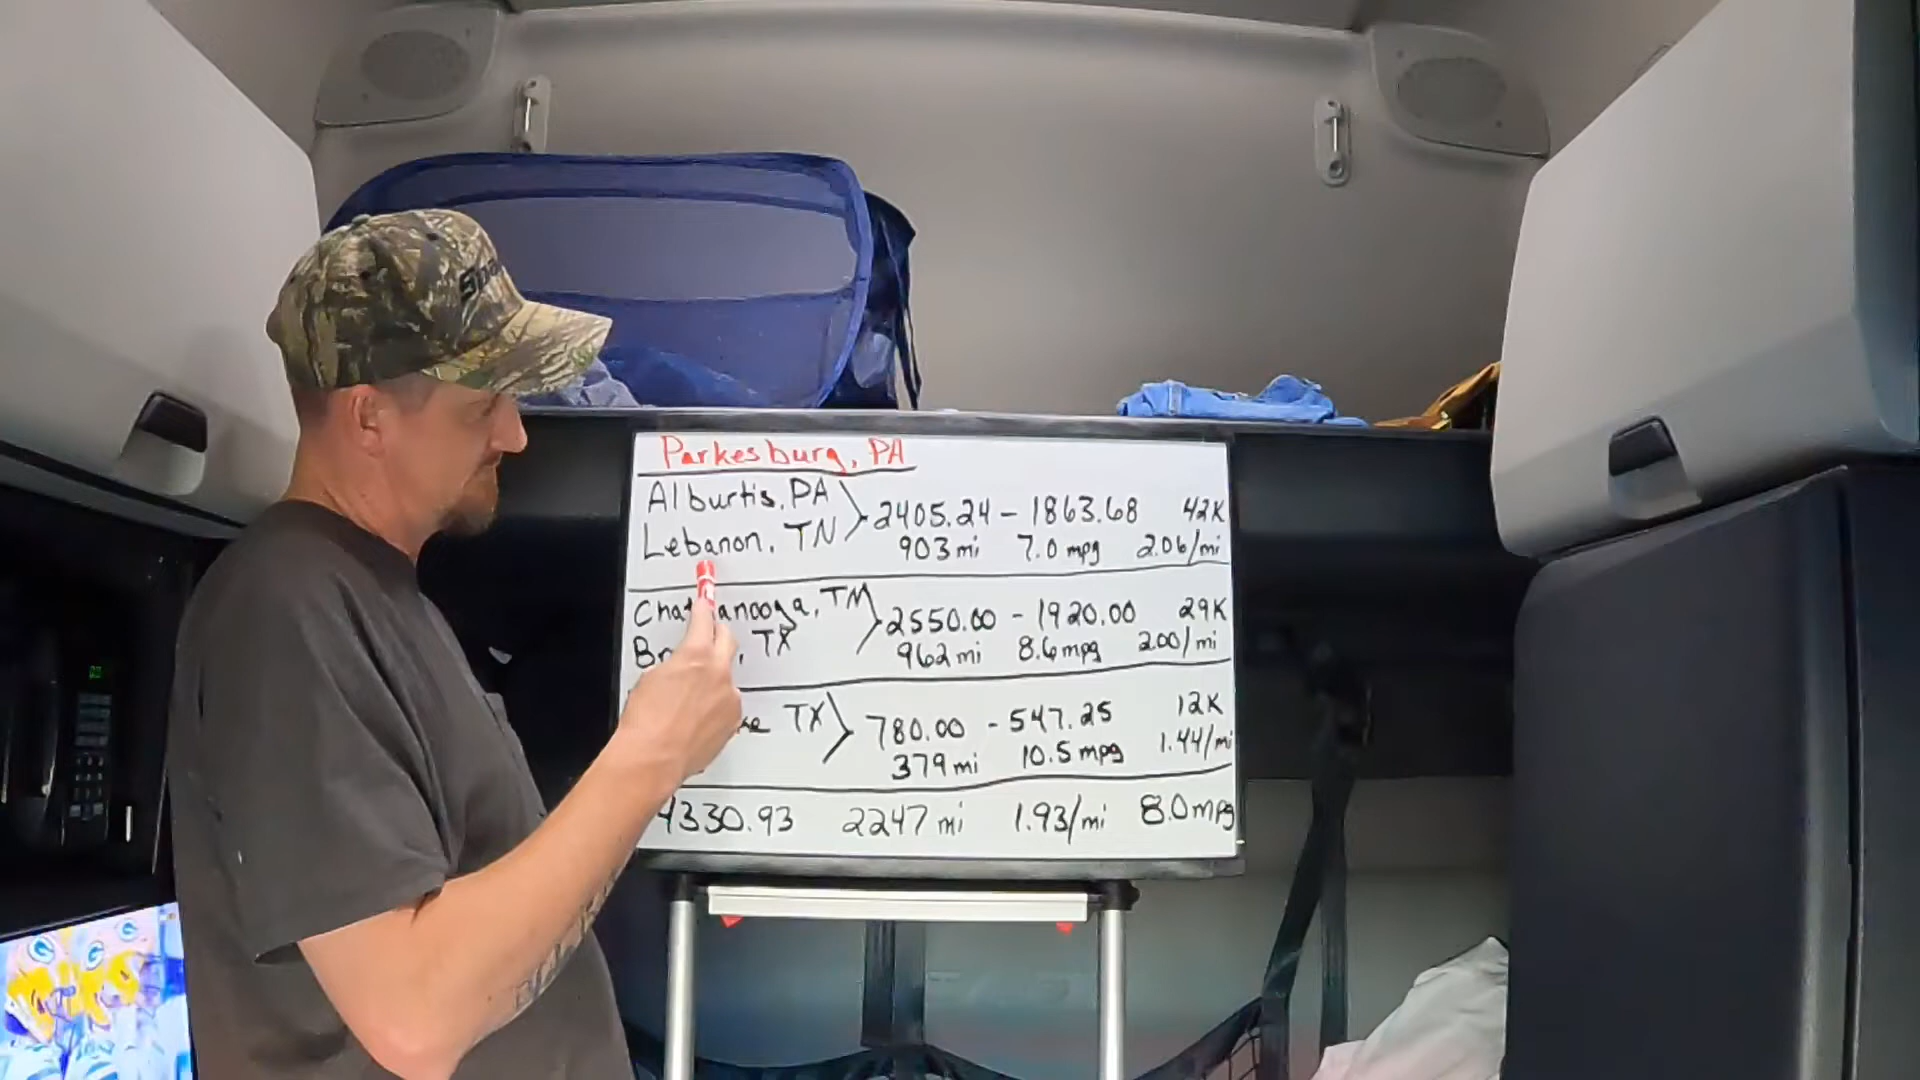 Parkesburg, PA
Alburtis, PA
Lebanon, TN
2405.24 - 1863.68 42K
903 mi 7.0 mpg 2.06/mi
TN
2550.00 - 1920.00 29K
TX
962 mi 8.6 mpg 2.00/mi
TX
780.00 - 547.25 12K
379 mi 10.5 mpg 1.44/mi
4330.93 2247 mi 1.93/mi 8.0 mpg
G
G
G